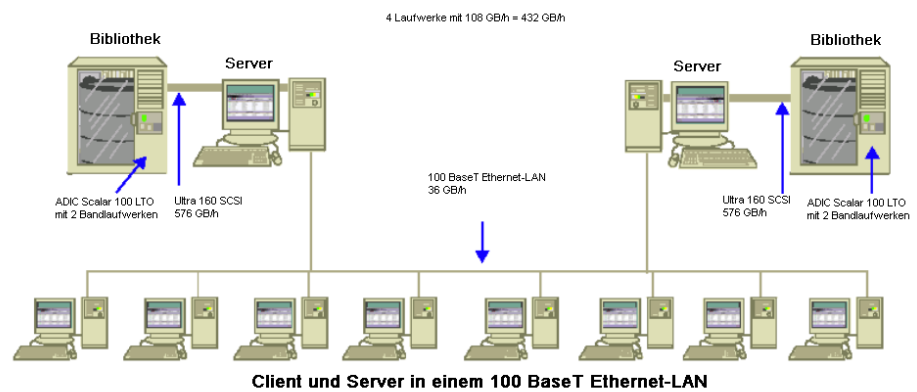 4 Laufwerke mit 108 GB/h = 432 GB/h
Bibliothek
Server
Server
Bibliothek
ADIC Scalar 100 LTO
mit 2 Bandlaufwerken
Ultra 160 SCSI
576 GB/h
100 BaseT Ethernet-LAN
36 GB/h
Ultra 160 SCSI
576 GB/h
ADIC Scalar 100 LTO
mit 2 Bandlaufwerken
Client und Server in einem 100 BaseT Ethernet-LAN